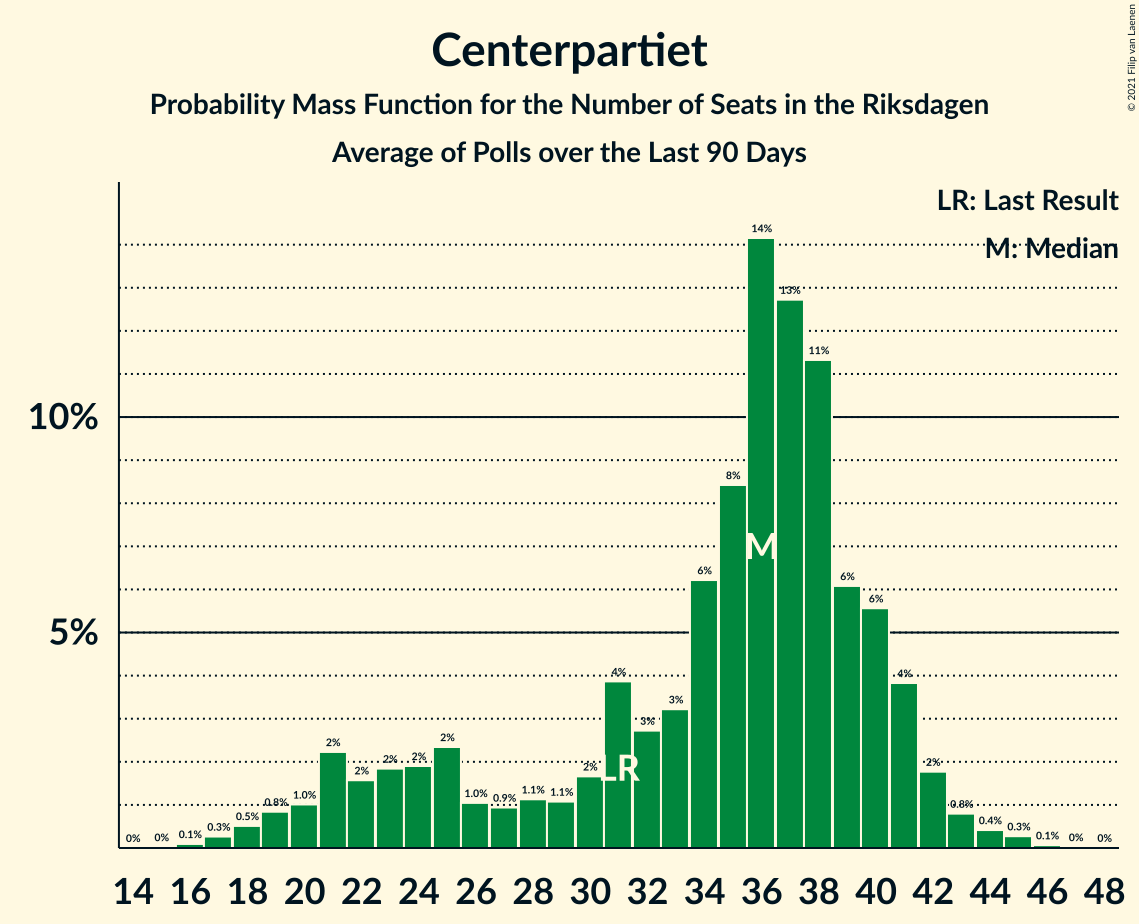 Centerpartiet
Probability Mass Function for the Number of Seats in the Riksdagen
Average of Polls over the Last 90 Days
© 2021 Filip van Laenen
LR: Last Result
M: Median
10%
5%
0% 0% 0.1% 0.3% 0.5% 0.8% 1.0% 2% 2% 2% 2% 2% 1.0% 0.9% 1.1% 1.1% 2% 4% 3% 3% 6% 8% 14% 13% 11% 6% 6% 4% 2% 0.8% 0.4% 0.3% 0.1% 0% 0%
M
LR
14 16 18 20 22 24 26 28 30 32 34 36 38 40 42 44 46 48